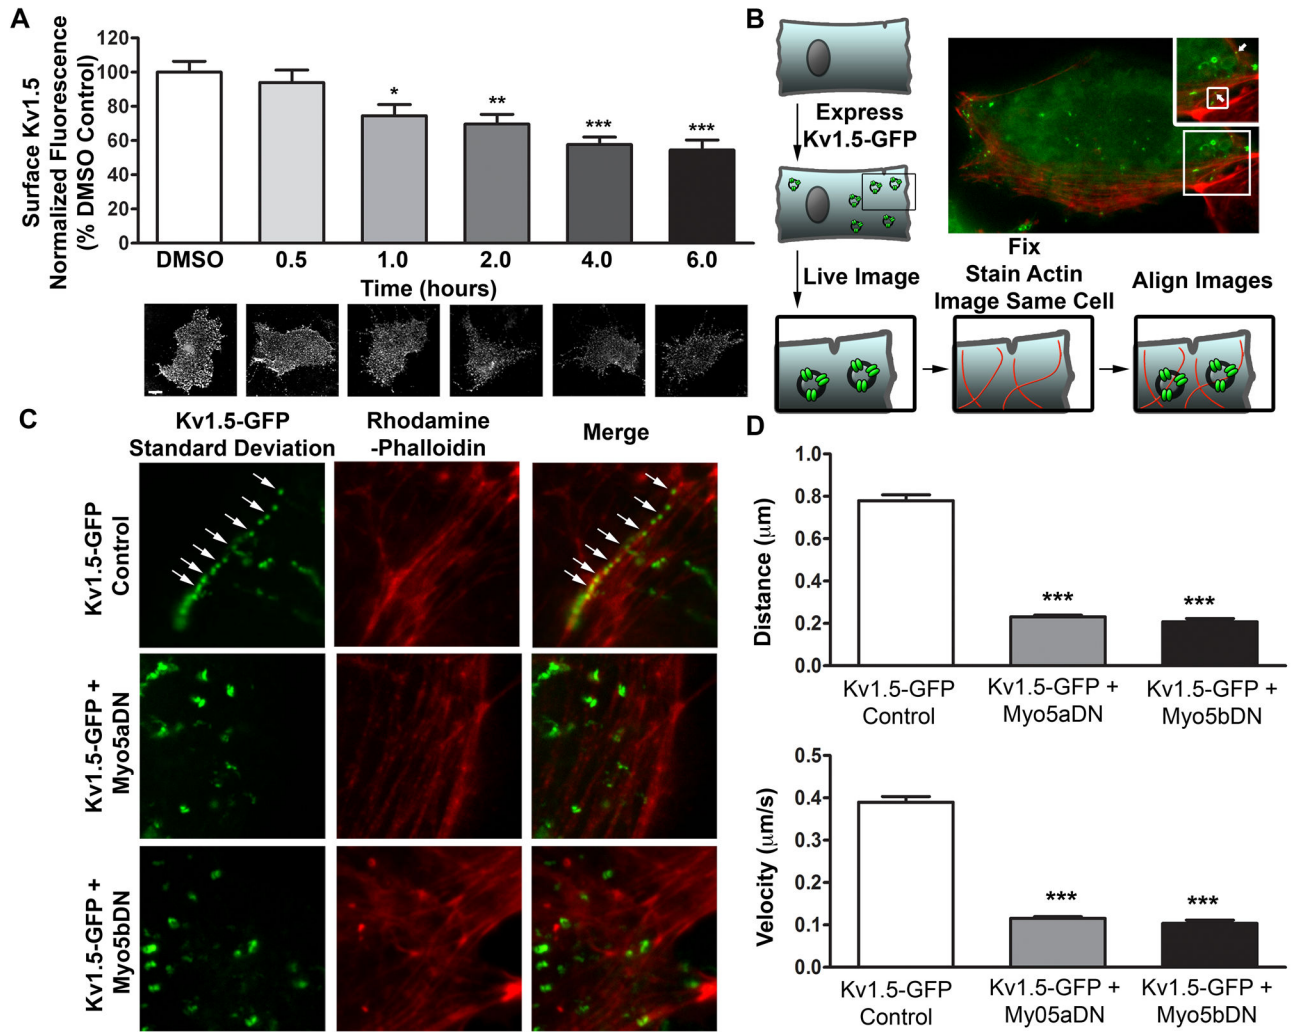 A
Surface Kv1.5
Normalized Fluorescence
(% DMSO Control)
120
100
80
60
40
20
0
*
**
***
***
DMSO
0.5
1.0
2.0
4.0
6.0
Time (hours)
B
Express
Kv1.5-GFP
Live Image
Fix
Stain Actin
Image Same Cell
Align Images
C
Kv1.5-GFP
Standard Deviation
Rhodamine
-Phalloidin
Merge
Kv1.5-GFP
Control
Kv1.5-GFP +
Myo5aDN
Kv1.5-GFP +
Myo5bDN
D
Distance (µm)
1.0
0.8
0.6
0.4
0.2
0.0
***
***
Kv1.5-GFP
Control
Kv1.5-GFP +
Myo5aDN
Kv1.5-GFP +
Myo5bDN
Velocity (µm/s)
0.5
0.4
0.3
0.2
0.1
0.0
***
***
Kv1.5-GFP
Control
Kv1.5-GFP +
My05aDN
Kv1.5-GFP +
Myo5bDN